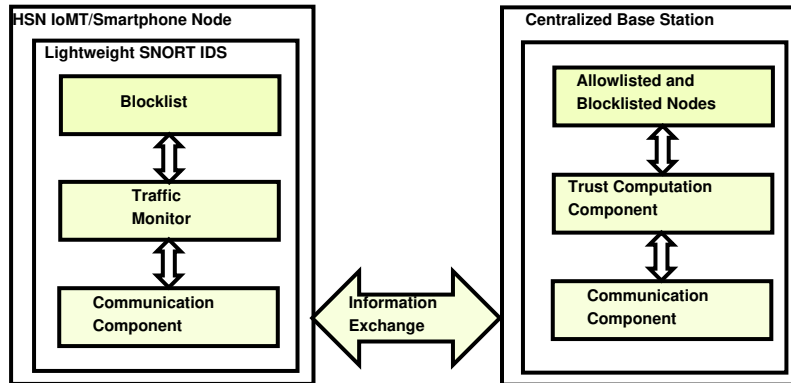 HSN IoMT/Smartphone Node
Lightweight SNORT IDS
Blocklist
Traffic
Monitor
Communication
Component
Information
Exchange
Centralized Base Station
Allowlisted and
Blocklisted Nodes
Trust Computation
Component
Communication
Component